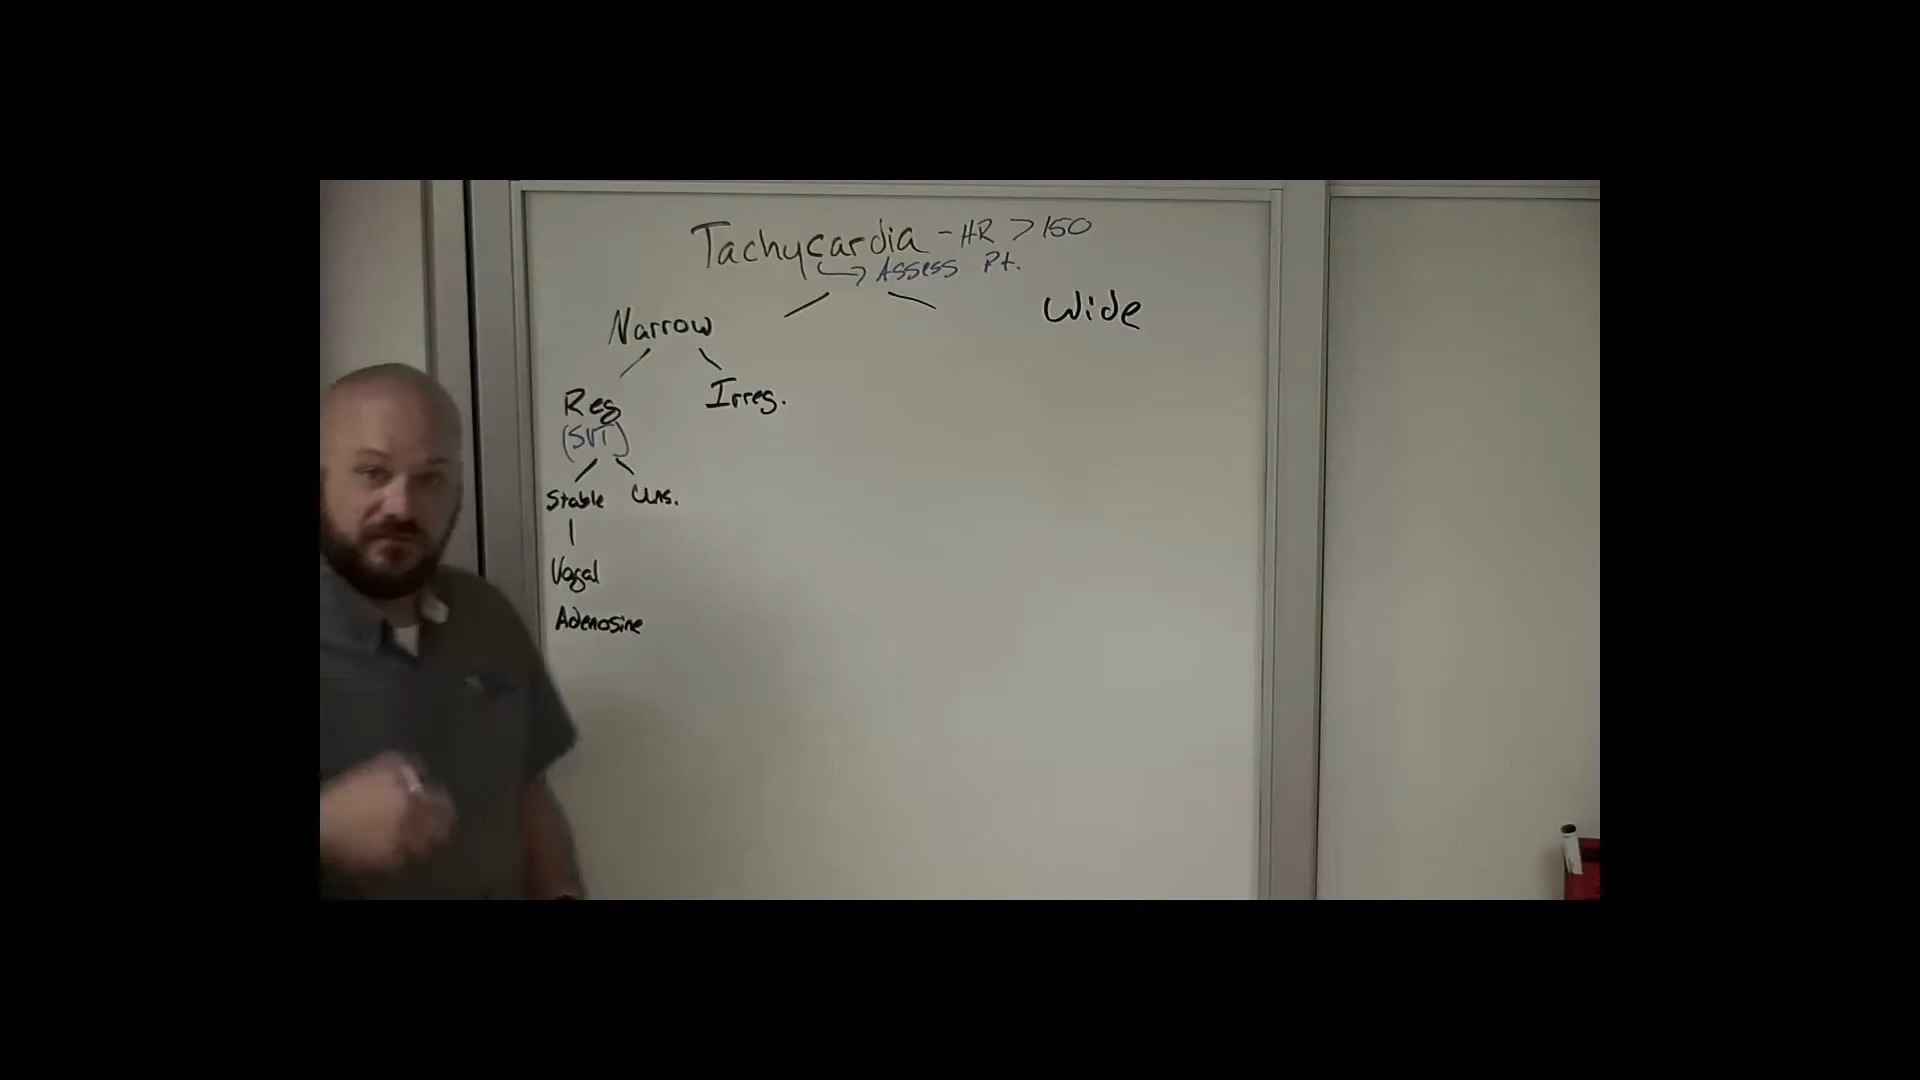 Tachycardia - HR > 150
Assess Pt.
Narrow
Wide
Reg
Irreg.
(SVT)
Stable
Uns.
Vagal
Adenosine